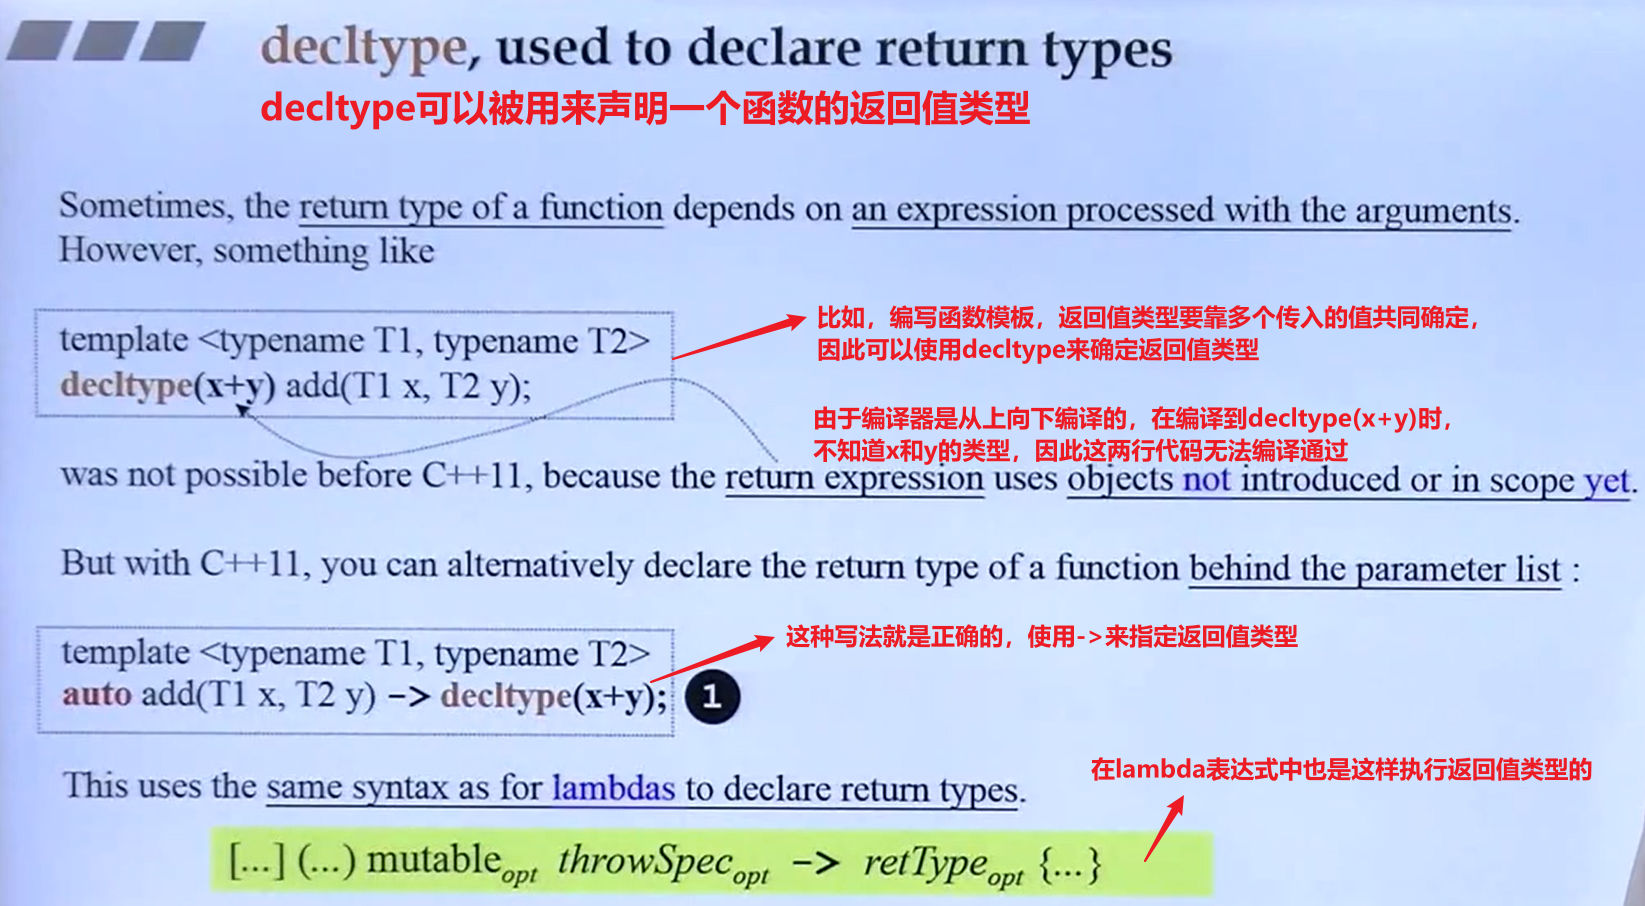 decltype, used to declare return types
decltype可以被用来声明一个函数的返回值类型
Sometimes, the return type of a function depends on an expression processed with the arguments.
However, something like
template <typename T1, typename T2>
decltype(x+y) add(T1 x, T2 y);
比如，编写函数模板，返回值类型要靠多个传入的值共同确定，
因此可以使用decltype来确定返回值类型
由于编译器是从上向下编译的，在编译到decltype(x+y)时，
不知道x和y的类型，因此这两行代码无法编译通过
was not possible before C++11, because the return expression uses objects not introduced or in scope yet.
But with C++11, you can alternatively declare the return type of a function behind the parameter list :
template <typename T1, typename T2>
auto add(T1 x, T2 y) -> decltype(x+y);
1
这种写法就是正确的，使用->来指定返回值类型
This uses the same syntax as for lambdas to declare return types.
在lambda表达式中也是这样执行返回值类型的
[...] (...) mutable opt throwSpec opt -> retType opt {...}